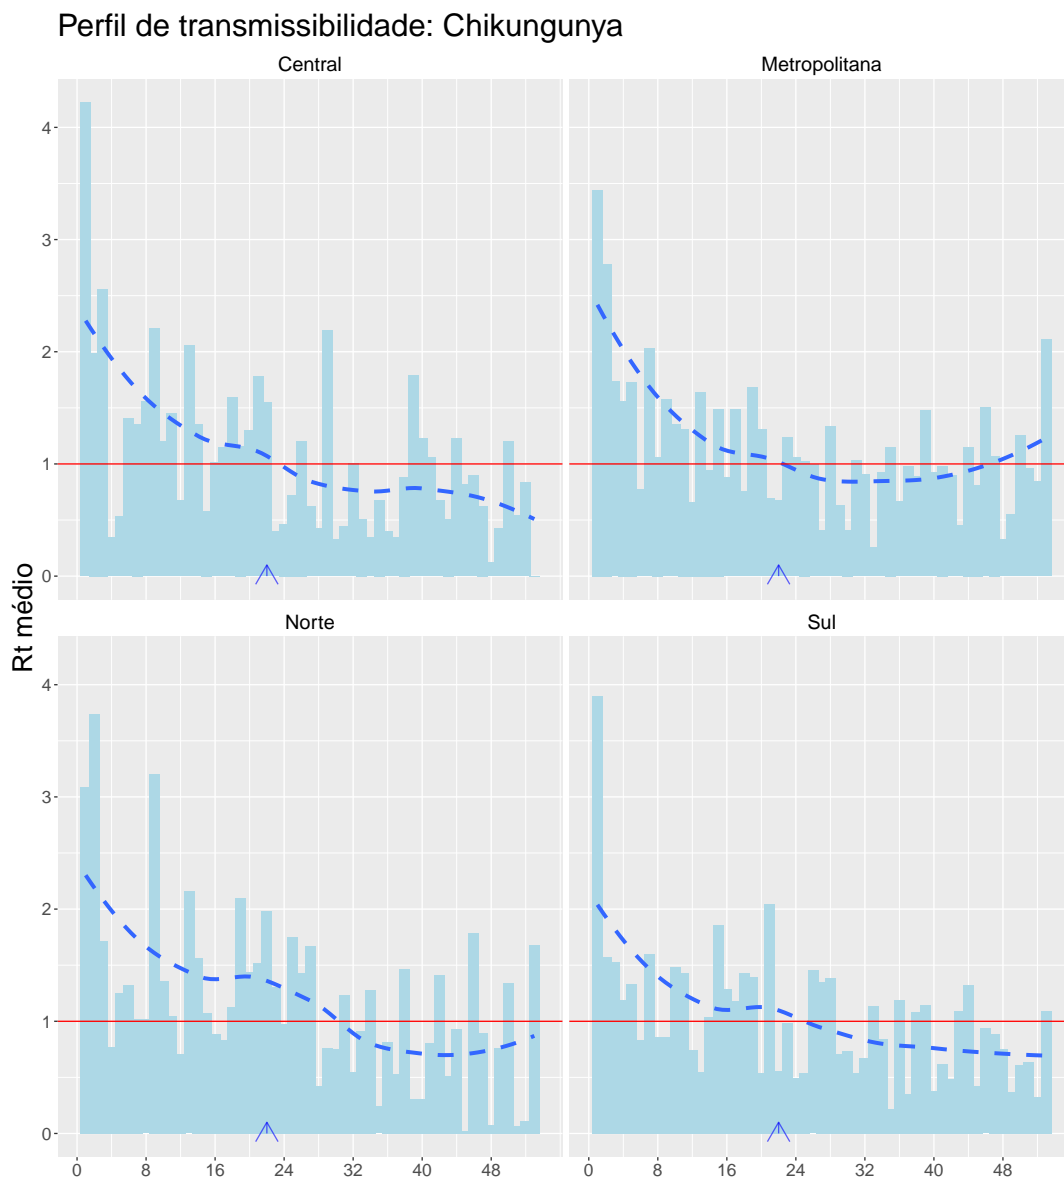 Perfil de transmissibilidade: Chikungunya
Central
Metropolitana
4
3
2
1
0
Rt médio
Norte
Sul
4
3
2
1
0
0 8 16 24 32 40 48
0 8 16 24 32 40 48